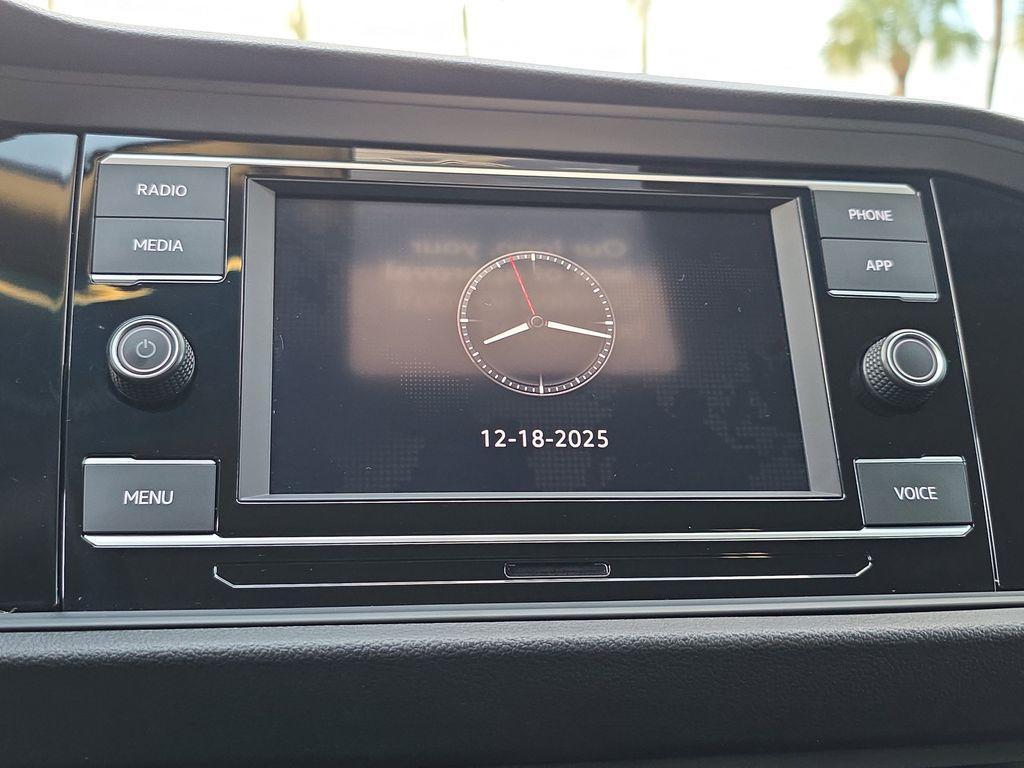 RADIO
MEDIA
PHONE
APP
12-18-2025
MENU
VOICE